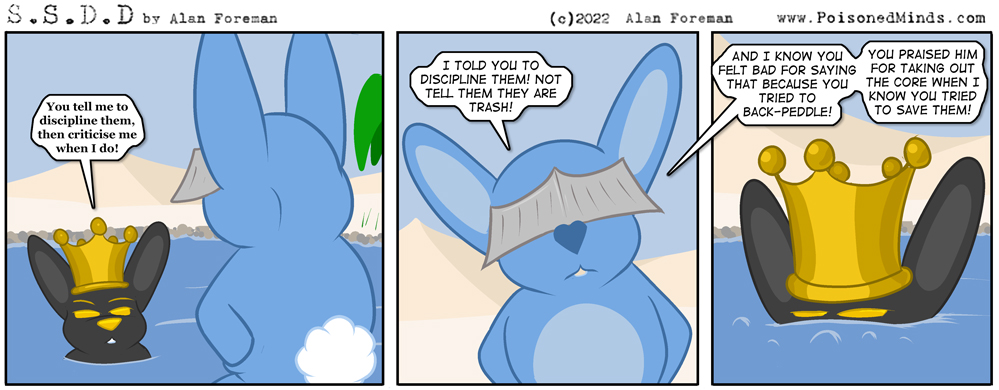 S.S.D.D by Alan Foreman (c)2022 Alan Foreman www.PoisonedMinds.com
You tell me to
discipline them,
then criticise me
when I do!
I TOLD YOU TO
DISCIPLINE THEM! NOT
TELL THEM THEY ARE
TRASH!
AND I KNOW YOU
FELT BAD FOR SAYING
THAT BECAUSE YOU
TRIED TO
BACK-PEDDLE!
YOU PRAISED HIM
FOR TAKING OUT
THE CORE WHEN I
KNOW YOU TRIED
TO SAVE THEM!